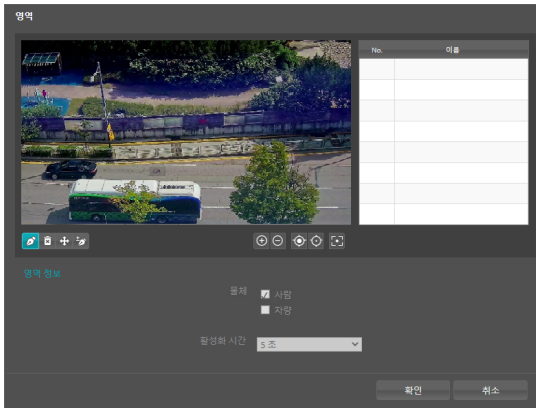 영역
No. 이름
영역 정보
물체 사람
차량
활성화 시간 5 초
확인 취소